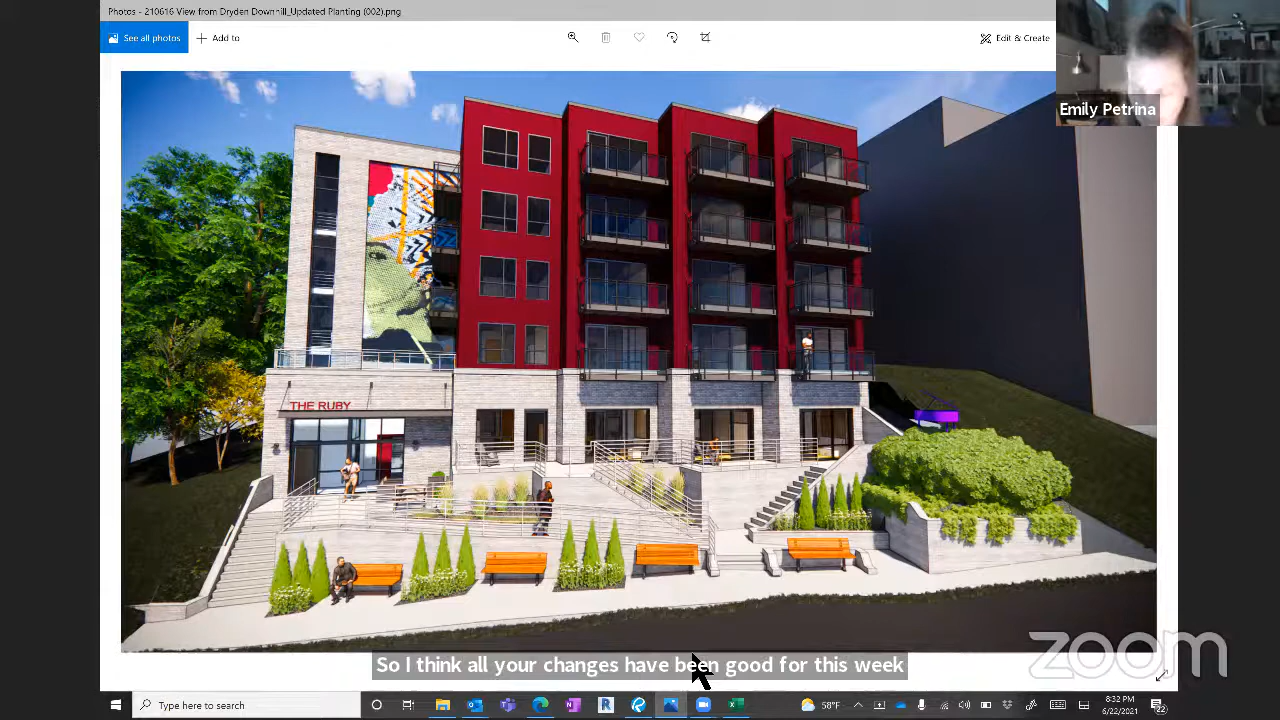 Photos - 210616 View from Dryden Downhill_Updated Planting (002).png
See all photos
Add to
Edit & Create
Emily Petrina
THE RUBY
zoom
So I think all your changes have been good for this week
Type here to search
58°F
8:32 PM
6/22/2021
22